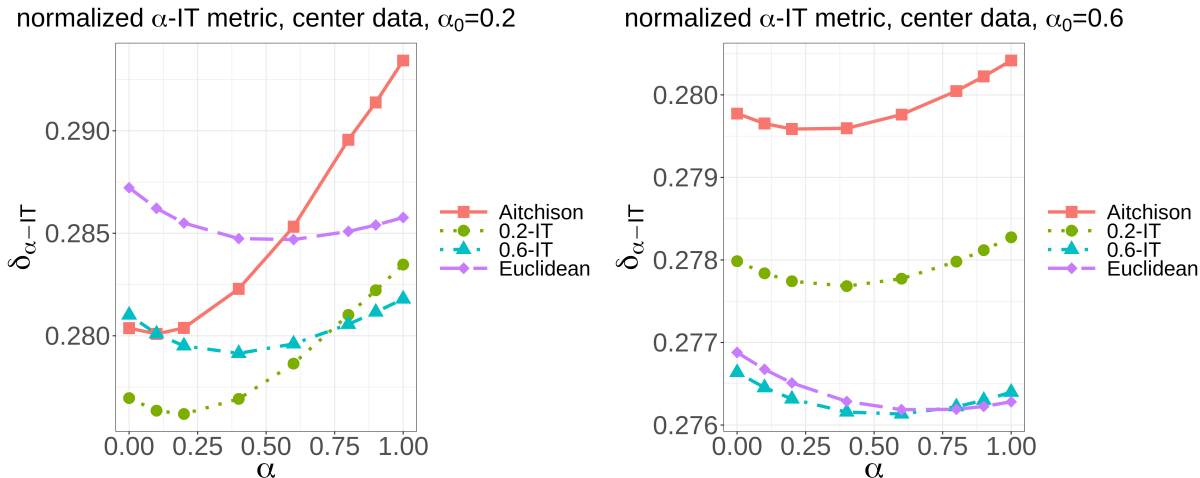 normalized α-IT metric, center data, α₀=0.2
δα−IT
0.290
0.285
0.280
0.00 0.25 0.50 0.75 1.00
α
Aitchison
0.2-IT
0.6-IT
Euclidean
normalized α-IT metric, center data, α₀=0.6
δα−IT
0.280
0.279
0.278
0.277
0.276
0.00 0.25 0.50 0.75 1.00
α
Aitchison
0.2-IT
0.6-IT
Euclidean